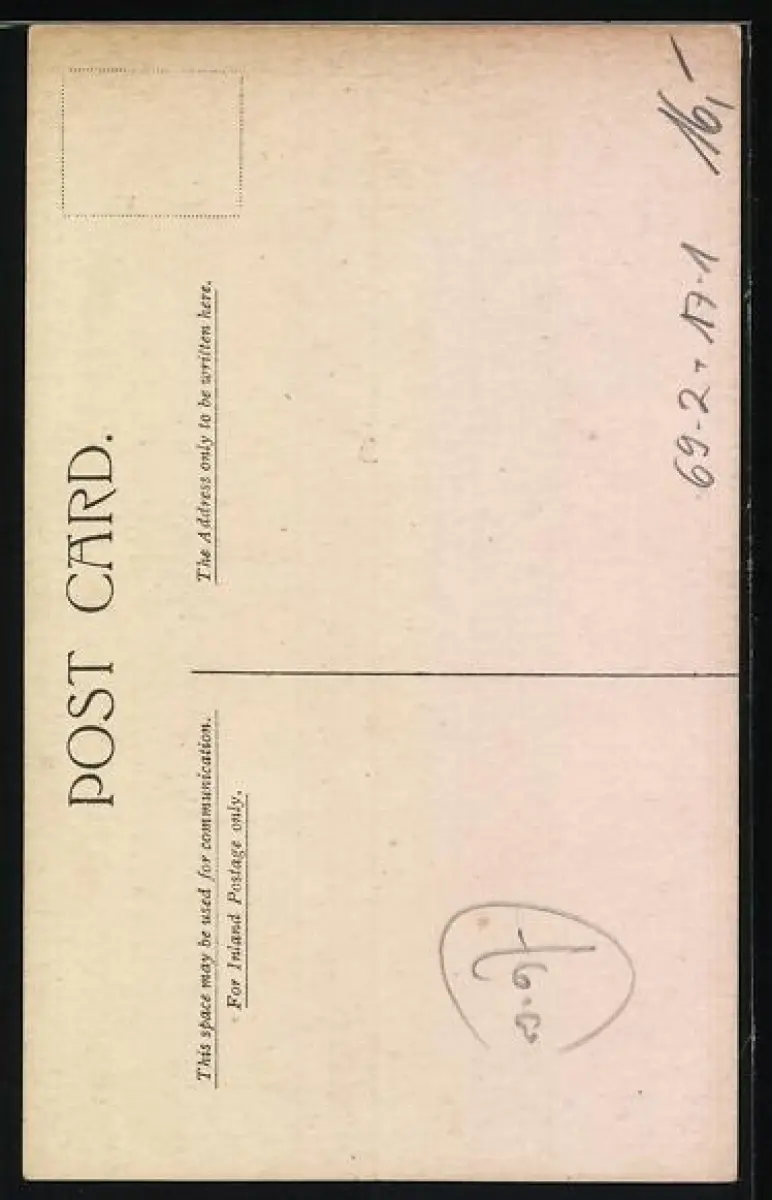 POST CARD.
This space may be used for communication.
For Inland Postage only.
The Address only to be written here.
16,-
69-2-17-1